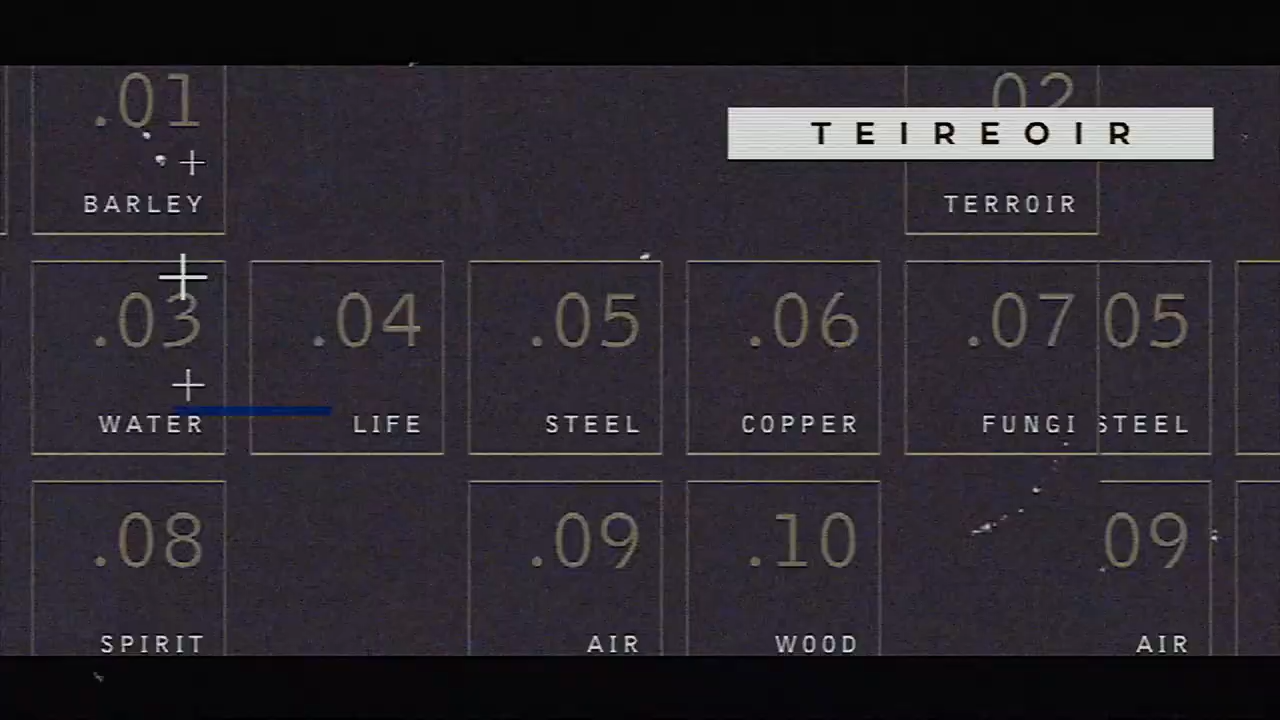 .01 02
TEIREOIR
BARLEY TERROIR
.03 .04 .05 .06 .07 05
WATER LIFE STEEL COPPER FUNGI STEEL
.08 .09 .10 09
SPIRIT AIR WOOD AIR